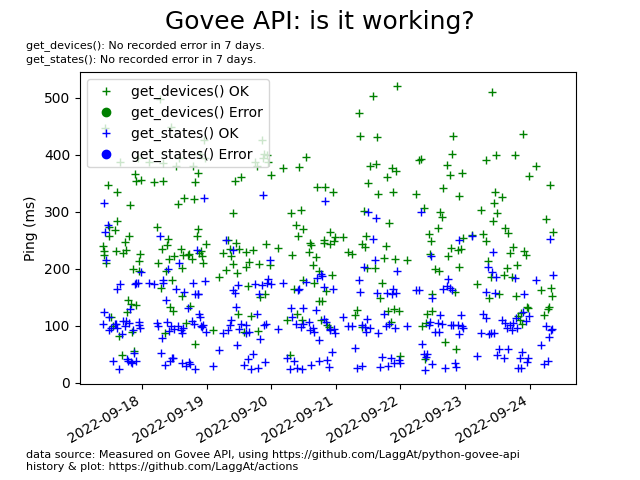 Govee API: is it working?
get_devices(): No recorded error in 7 days.
get_states(): No recorded error in 7 days.
get_devices() OK
get_devices() Error
get_states() OK
get_states() Error
Ping (ms)
500
400
300
200
100
0
2022-09-18
2022-09-19
2022-09-20
2022-09-21
2022-09-22
2022-09-23
2022-09-24
data source: Measured on Govee API, using https://github.com/LaggAt/python-govee-api
history & plot: https://github.com/LaggAt/actions